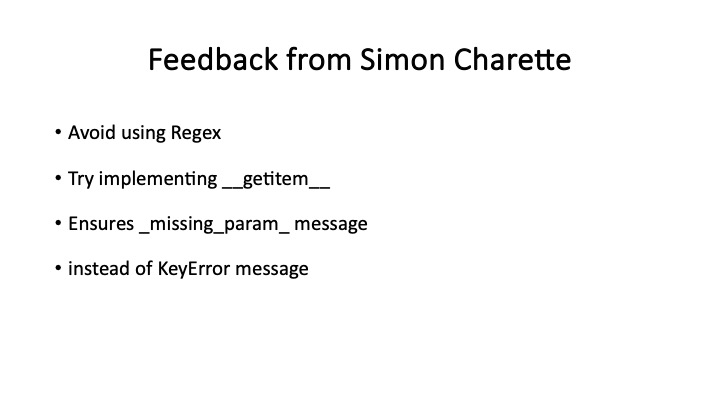 Feedback from Simon Charette
• Avoid using Regex
• Try implementing __getitem__
• Ensures _missing_param_ message
• instead of KeyError message